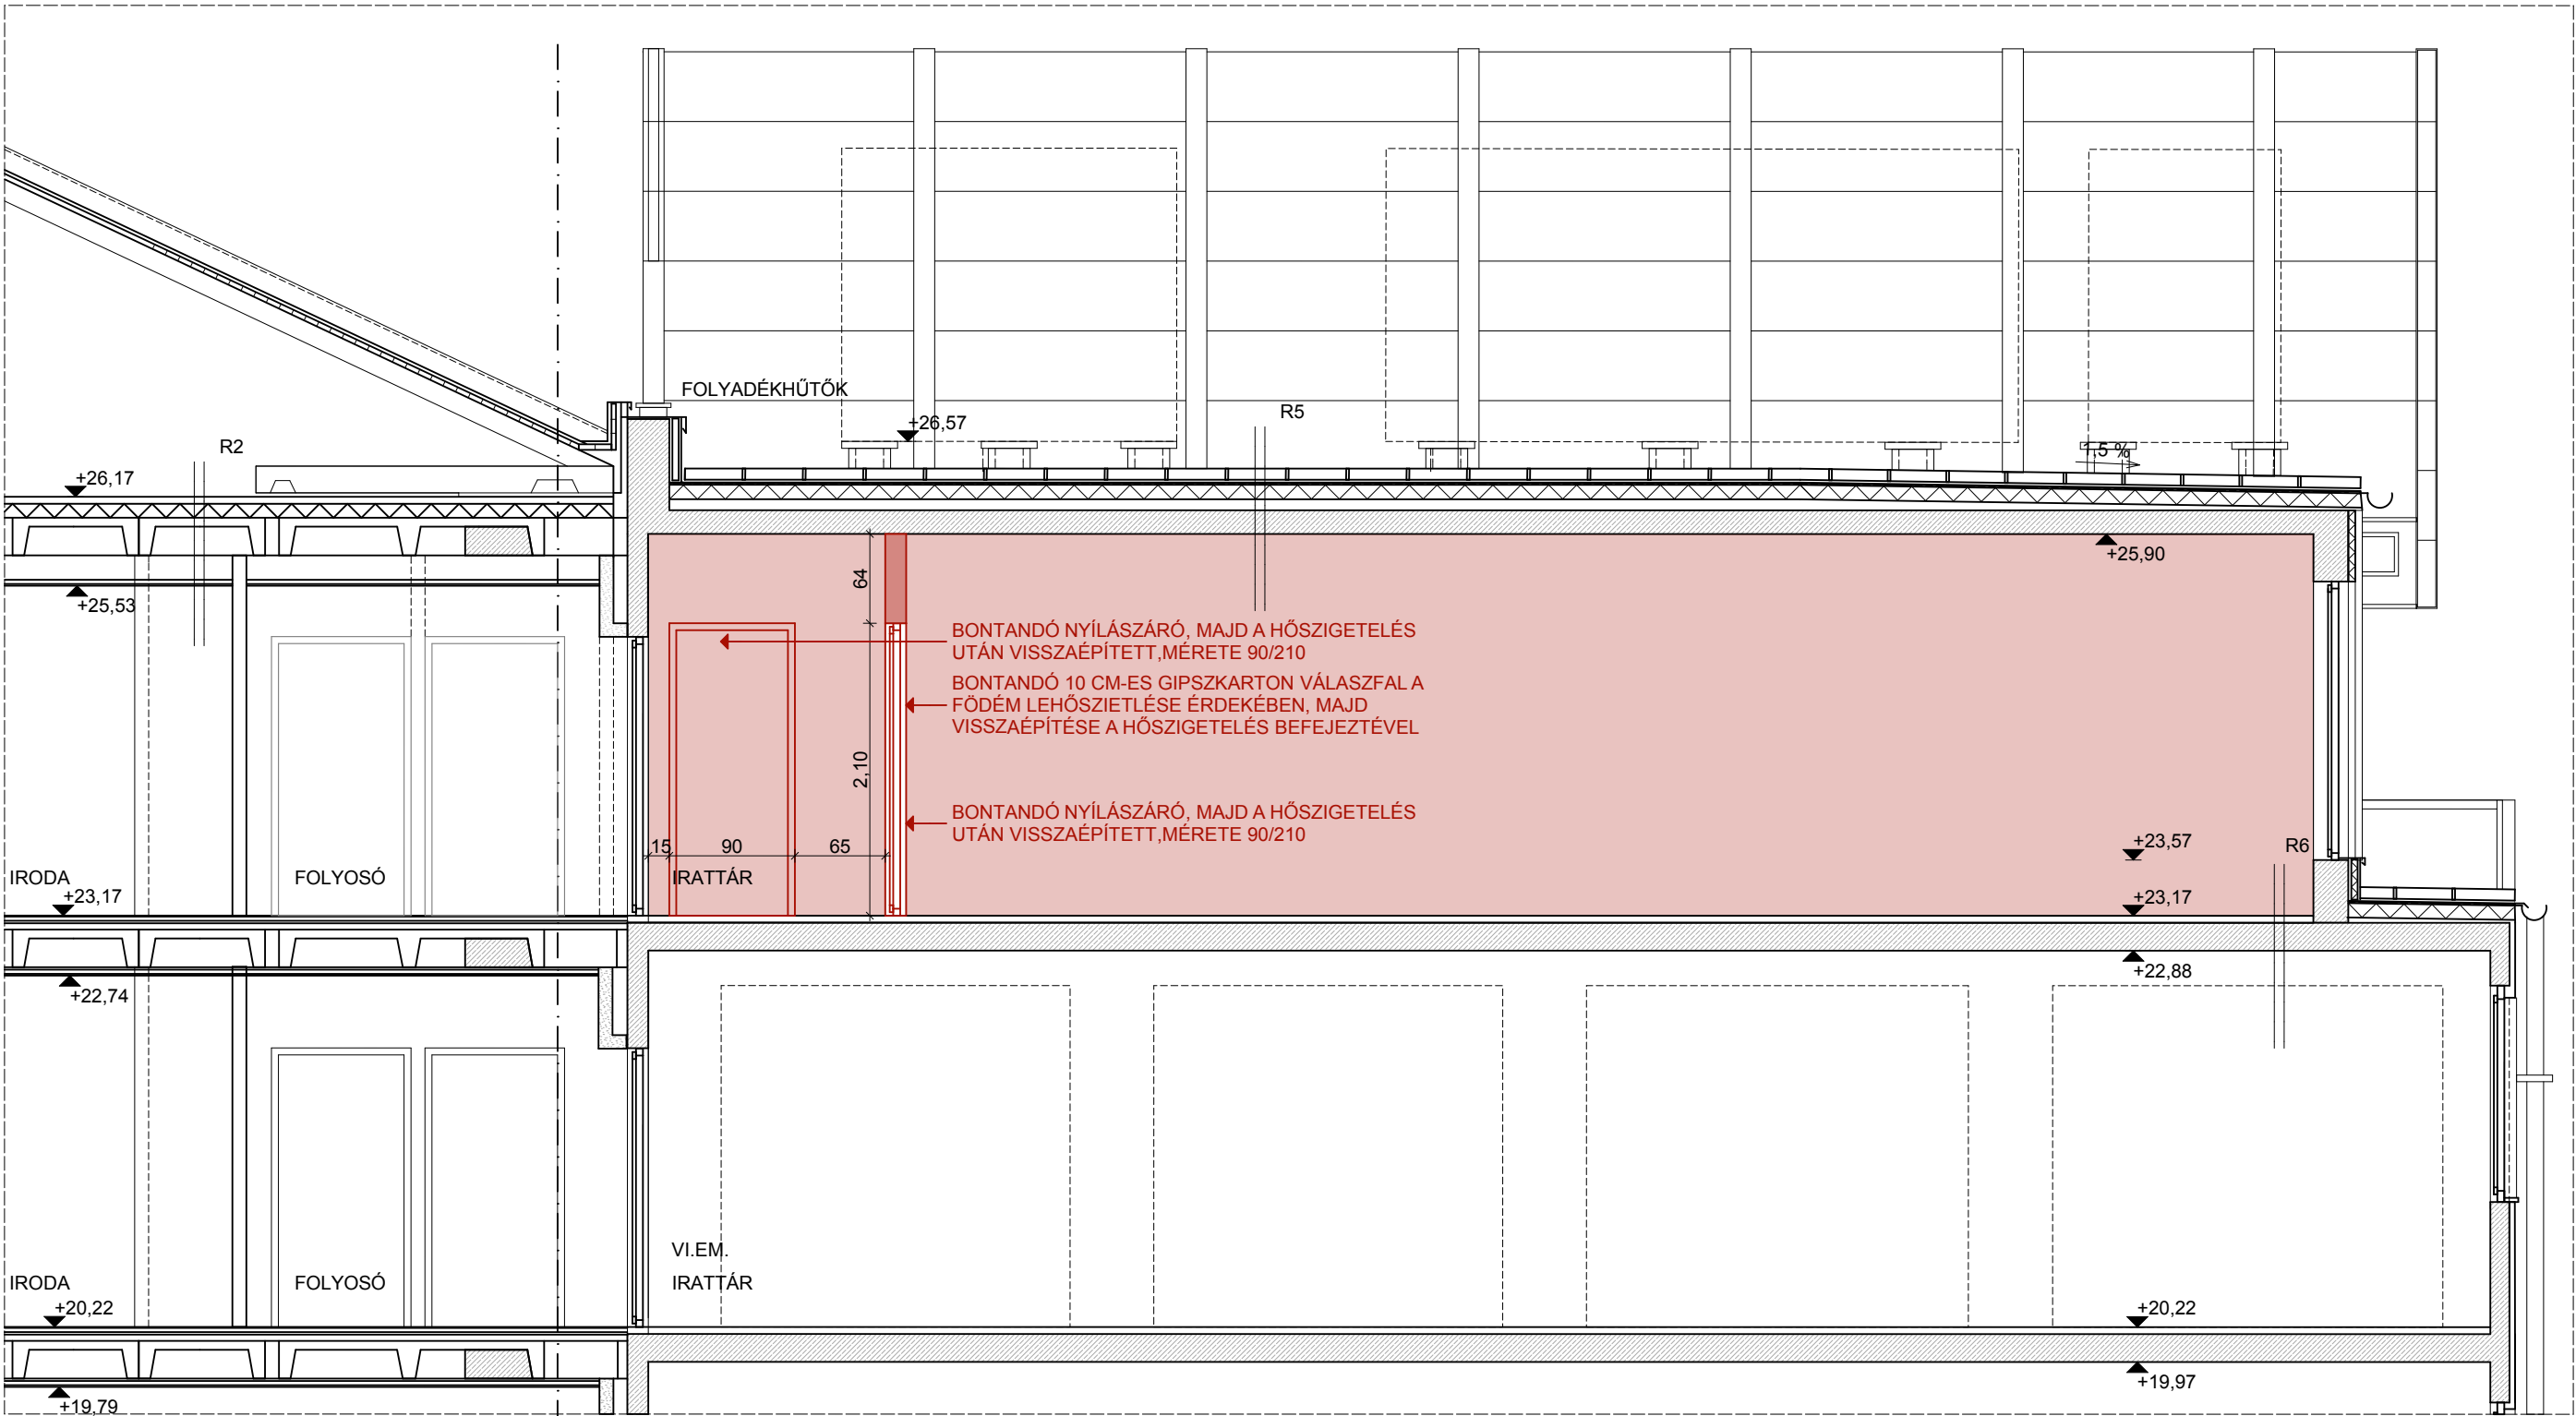 FOLYADÉKHŰTŐK
R5
+26,57
R2
1,5 %
+26,17
+25,90
64
+25,53
BONTANDÓ NYÍLÁSZÁRÓ, MAJD A HŐSZIGETELÉS
UTÁN VISSZAÉPÍTETT,MÉRETE 90/210
BONTANDÓ 10 CM-ES GIPSZKARTON VÁLASZFAL A
FÖDÉM LEHŐSZIETLÉSE ÉRDEKÉBEN, MAJD
VISSZAÉPÍTÉSE A HŐSZIGETELÉS BEFEJEZTÉVEL
2,10
BONTANDÓ NYÍLÁSZÁRÓ, MAJD A HŐSZIGETELÉS
UTÁN VISSZAÉPÍTETT,MÉRETE 90/210
15 90 65
+23,57
R6
IRODA
FOLYOSÓ
IRATTÁR
+23,17
+23,17
+22,88
+22,74
VI.EM.
IRODA
FOLYOSÓ
IRATTÁR
+20,22
+20,22
+19,97
+19,79